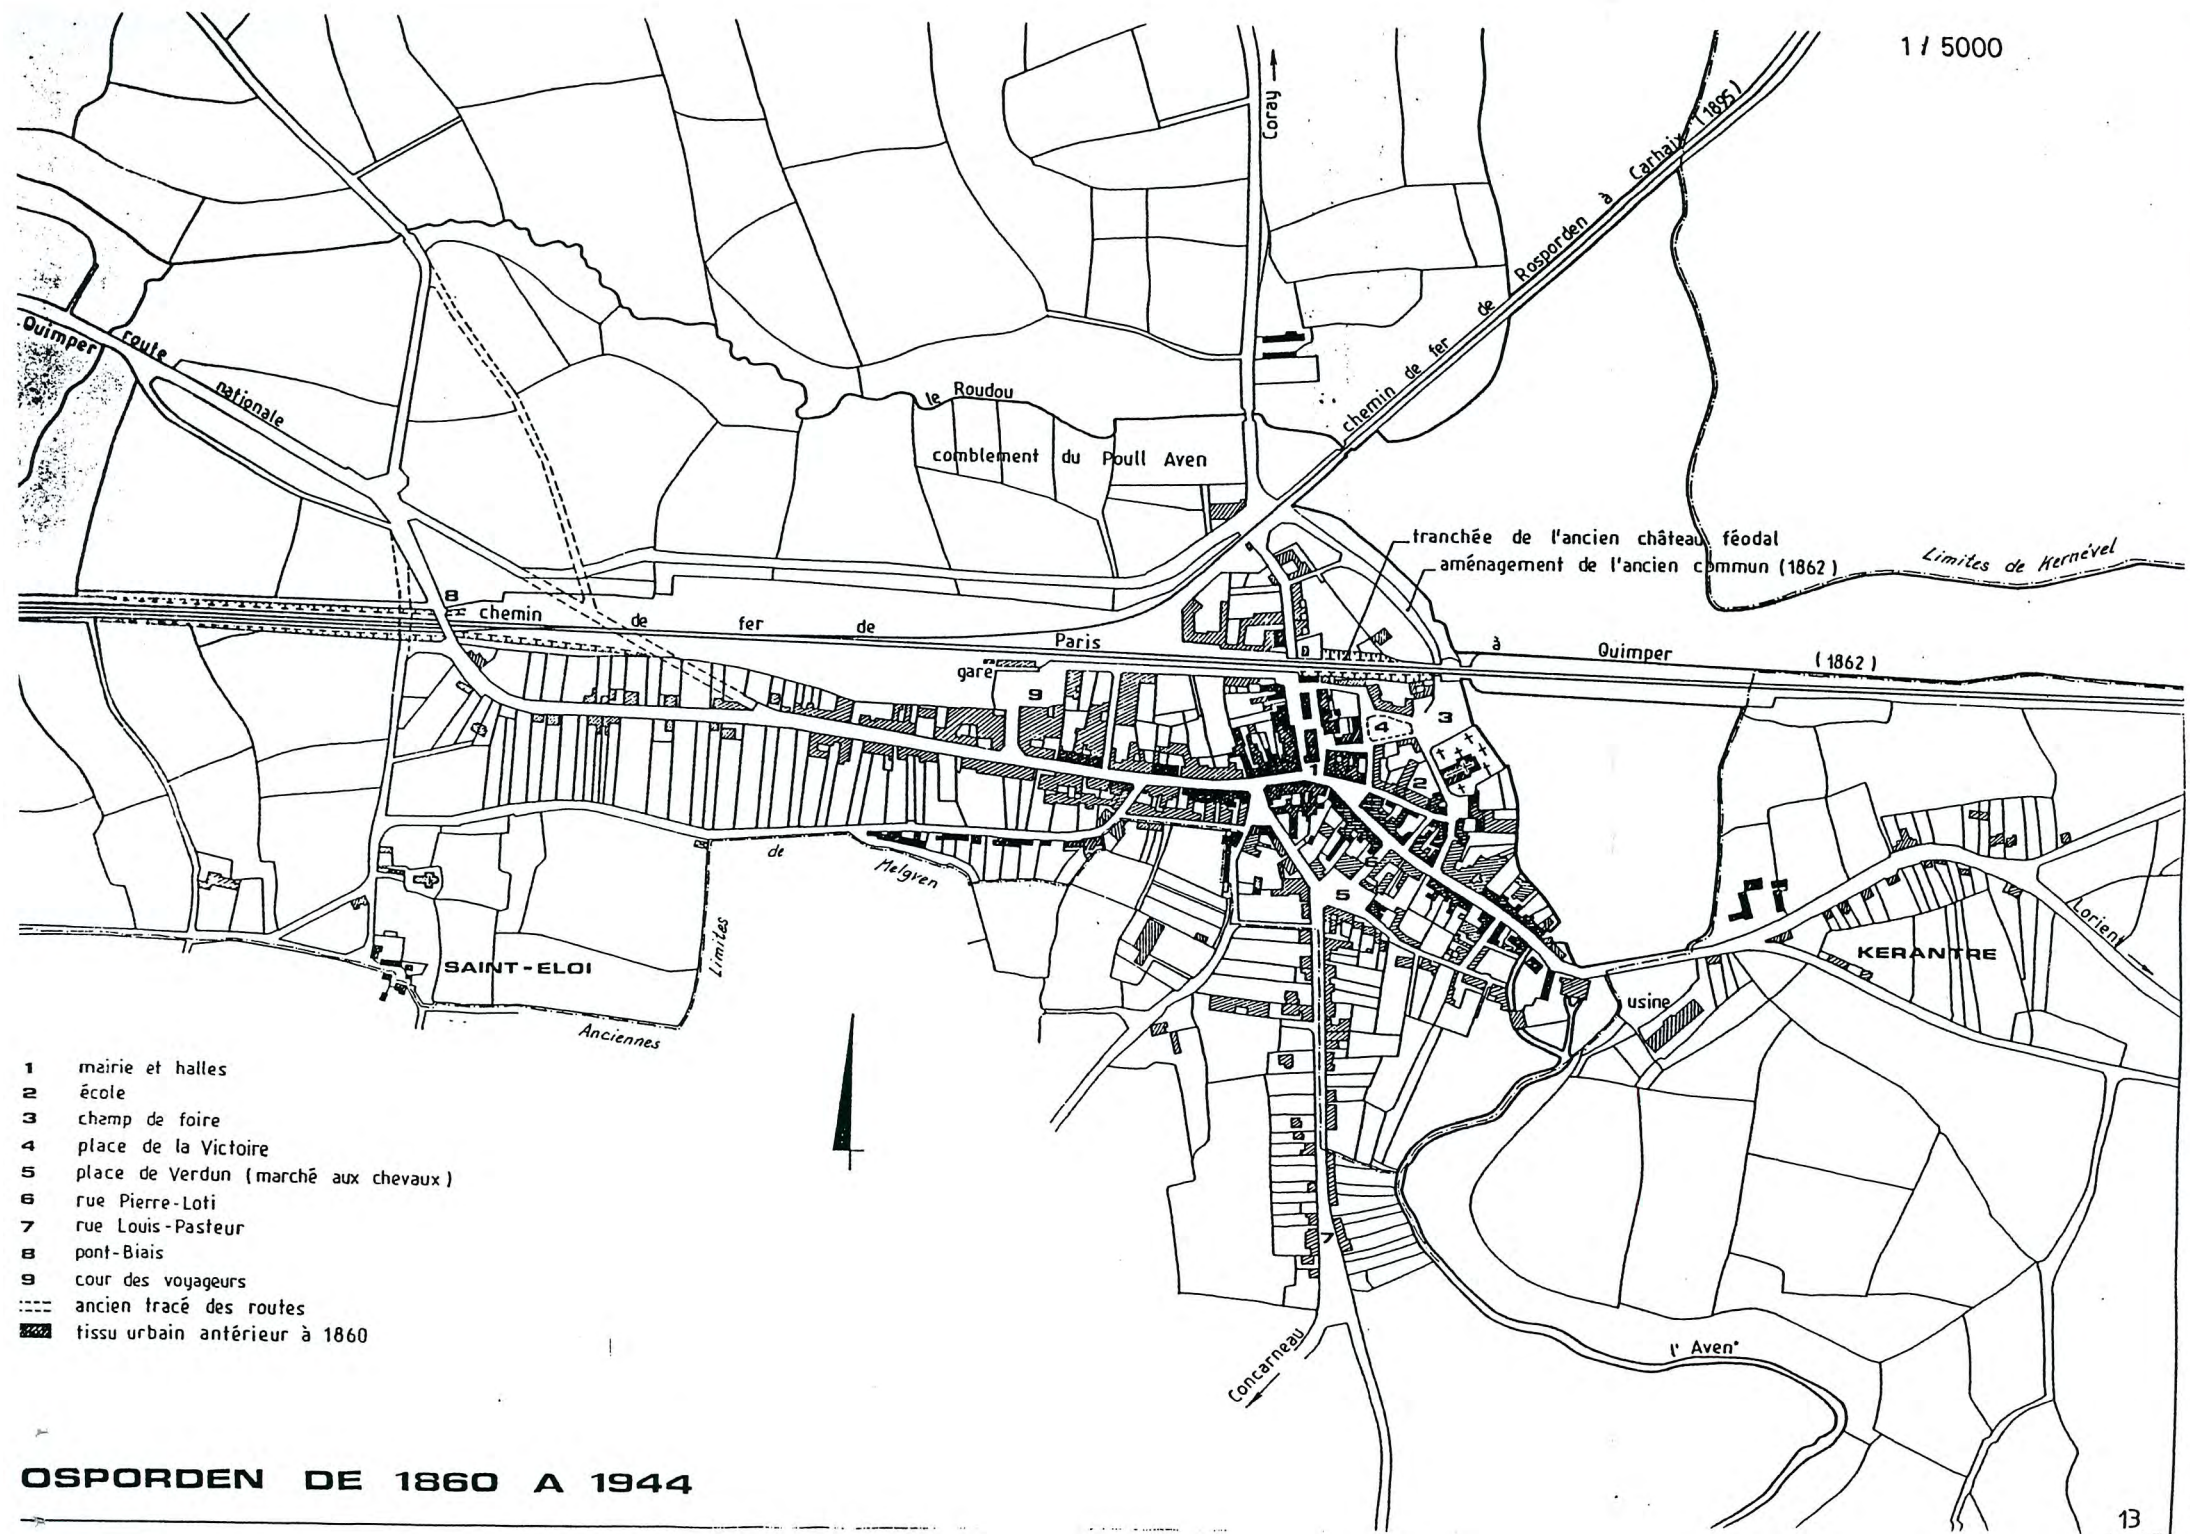 1 / 5000
Coray
chemin de fer de Rosporden à Carhaix (1895)
Quimper
route
nationale
le Roudou
comblement du Poull Aven
tranchée de l'ancien château féodal
aménagement de l'ancien commun (1862)
Limites de Kernével
8
chemin de fer de Paris à Quimper (1862)
gare
9
3
4
1
2
6
5
Limites
de
Melgven
Anciennes
SAINT-ELOI
Lorient
KERANTRE
usine
7
Concarneau
l'Aven
1 mairie et halles
2 école
3 champ de foire
4 place de la Victoire
5 place de Verdun (marché aux chevaux)
6 rue Pierre-Loti
7 rue Louis-Pasteur
8 pont-Biais
9 cour des voyageurs
ancien tracé des routes
tissu urbain antérieur à 1860
OSPORDEN DE 1860 A 1944
13